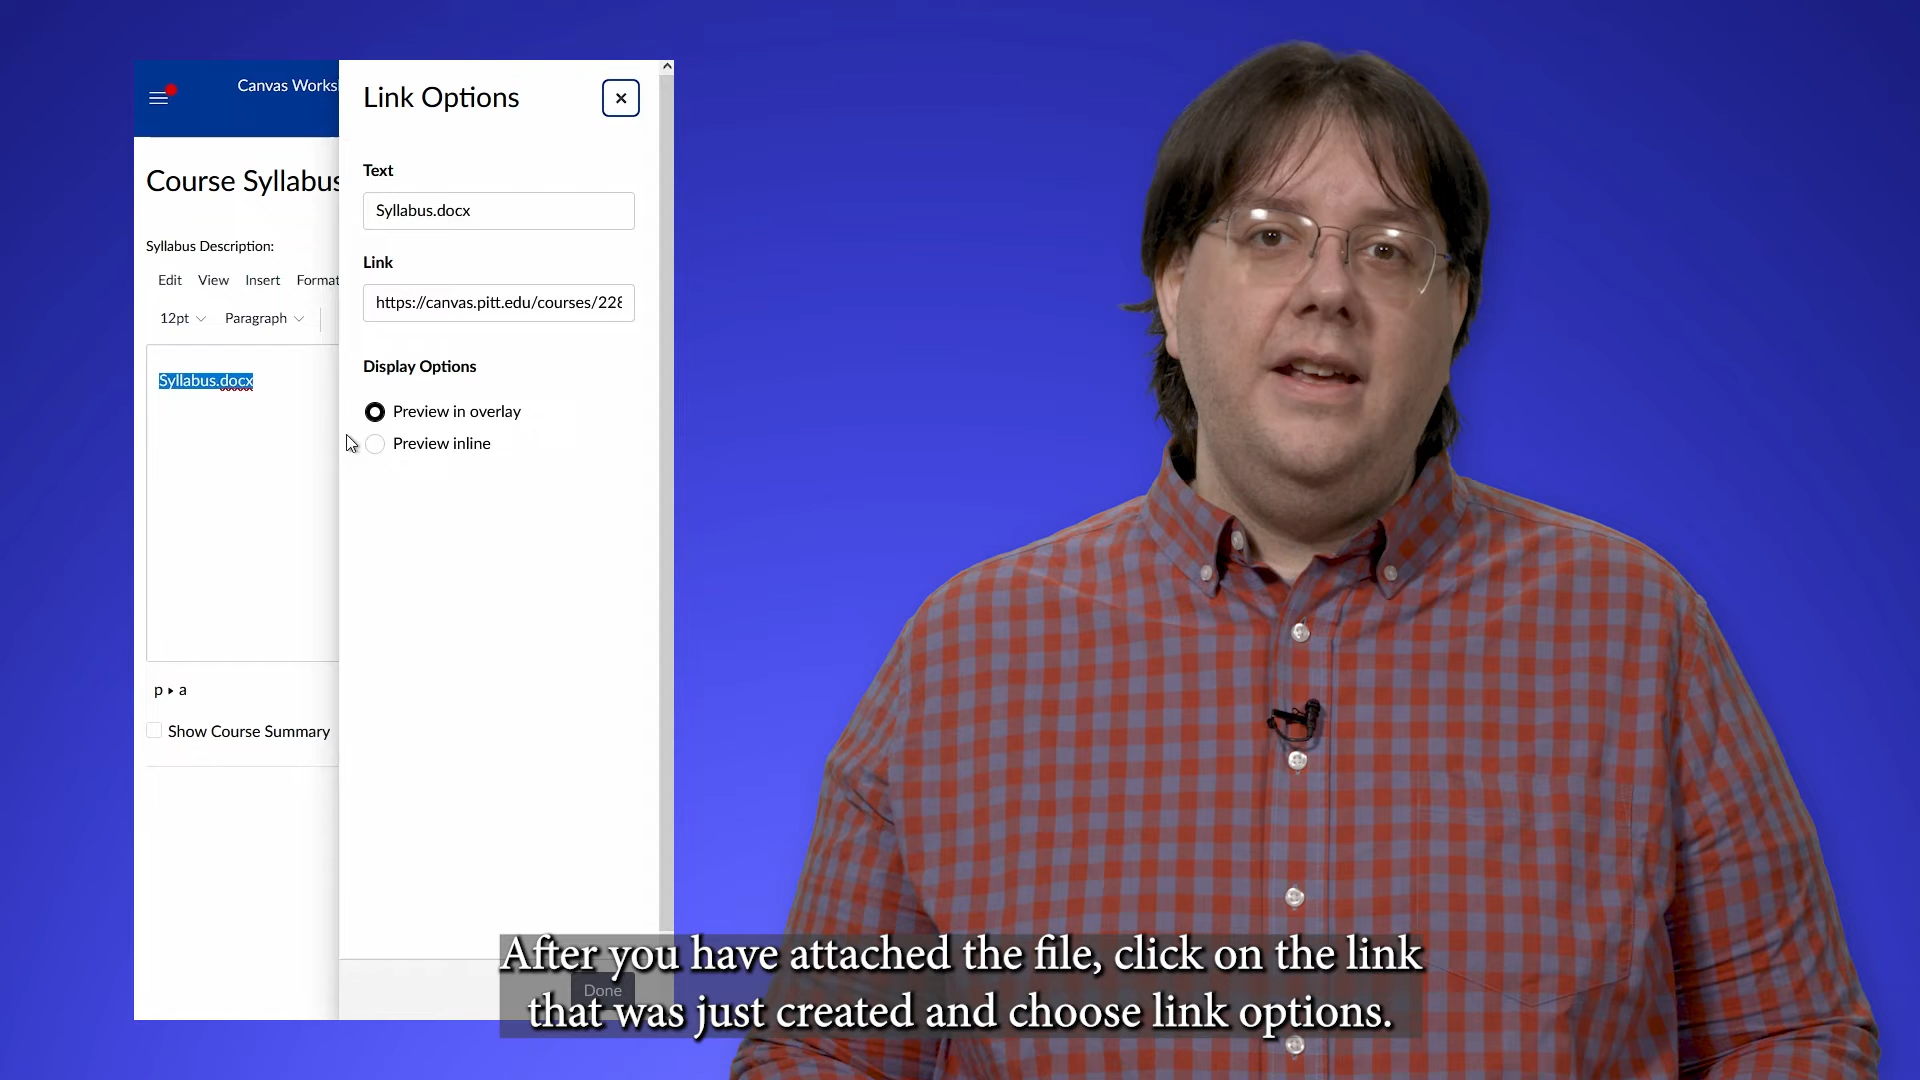 Canvas Works
Link Options
Course Syllabus
Text
Syllabus.docx
Syllabus Description:
Link
Edit View Insert Format
https://canvas.pitt.edu/courses/228
12pt Paragraph
Display Options
Syllabus.docx
Preview in overlay
Preview inline
p ▸ a
Show Course Summary
Done
After you have attached the file, click on the link
that was just created and choose link options.